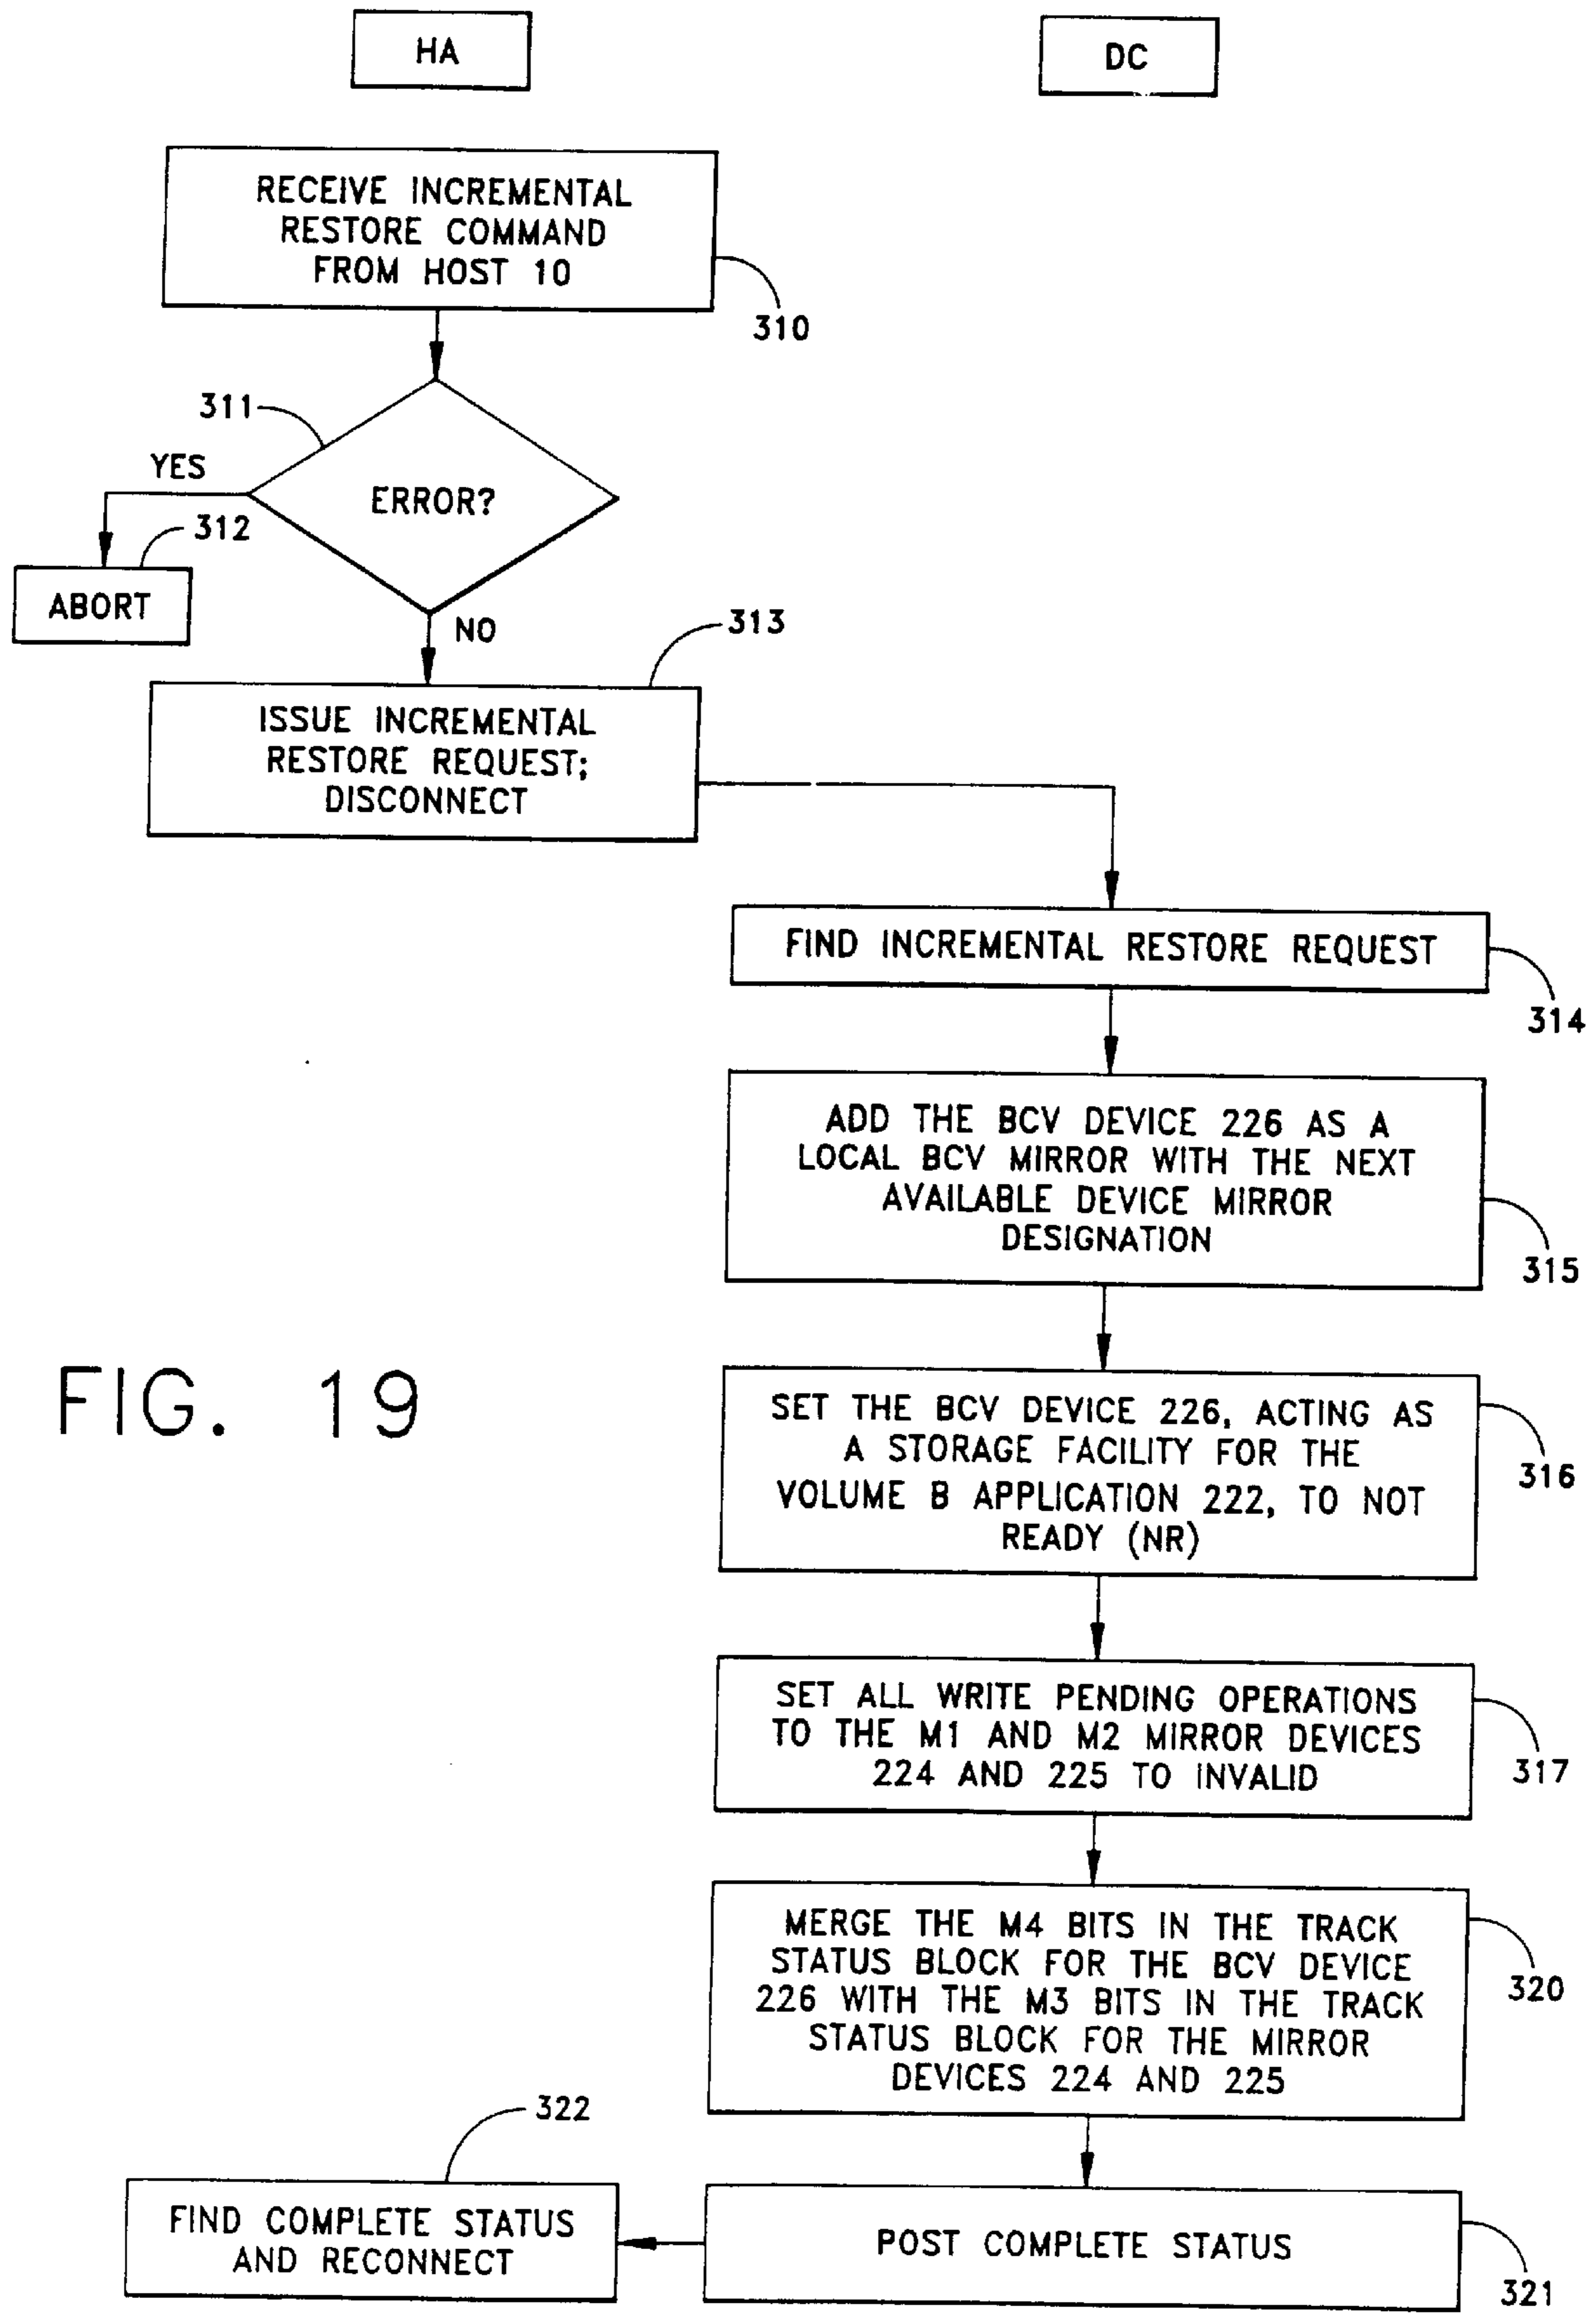 HA
DC
RECEIVE INCREMENTAL
RESTORE COMMAND
FROM HOST 10
310
311
YES
ERROR?
312
ABORT
NO
313
ISSUE INCREMENTAL
RESTORE REQUEST;
DISCONNECT
FIND INCREMENTAL RESTORE REQUEST
314
ADD THE BCV DEVICE 226 AS A
LOCAL BCV MIRROR WITH THE NEXT
AVAILABLE DEVICE MIRROR
DESIGNATION
315
FIG. 19
SET THE BCV DEVICE 226, ACTING AS
A STORAGE FACILITY FOR THE
VOLUME B APPLICATION 222, TO NOT
READY (NR)
316
SET ALL WRITE PENDING OPERATIONS
TO THE M1 AND M2 MIRROR DEVICES
224 AND 225 TO INVALID
317
MERGE THE M4 BITS IN THE TRACK
STATUS BLOCK FOR THE BCV DEVICE
226 WITH THE M3 BITS IN THE TRACK
STATUS BLOCK FOR THE MIRROR
DEVICES 224 AND 225
320
322
FIND COMPLETE STATUS
AND RECONNECT
POST COMPLETE STATUS
321